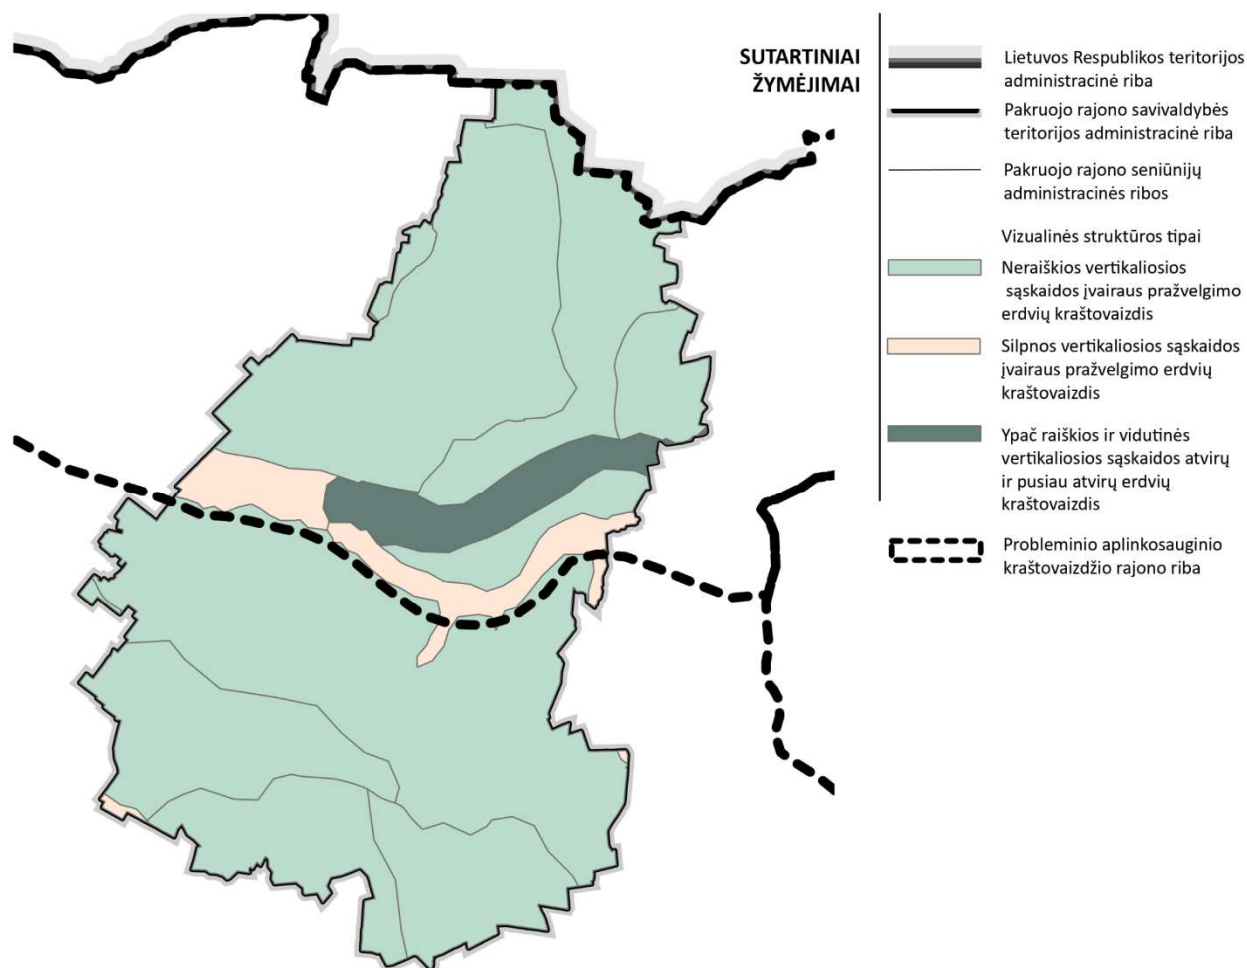 SUTARTINIAI
ŽYMĖJIMAI
Lietuvos Respublikos teritorijos
administracinė riba
Pakruojo rajono savivaldybės
teritorijos administracinė riba
Pakruojo rajono seniūnijų
administracinės ribos
Vizualinės struktūros tipai
Neraiškios vertikaliosios
sąskaidos įvairaus pražvelgimo
erdvių kraštovaizdis
Silpnos vertikaliosios sąskaidos
įvairaus pražvelgimo erdvių
kraštovaizdis
Ypač raiškios ir vidutinės
vertikaliosios sąskaidos atvirų
ir pusiau atvirų erdvių
kraštovaizdis
Probleminio aplinkosauginio
kraštovaizdžio rajono riba